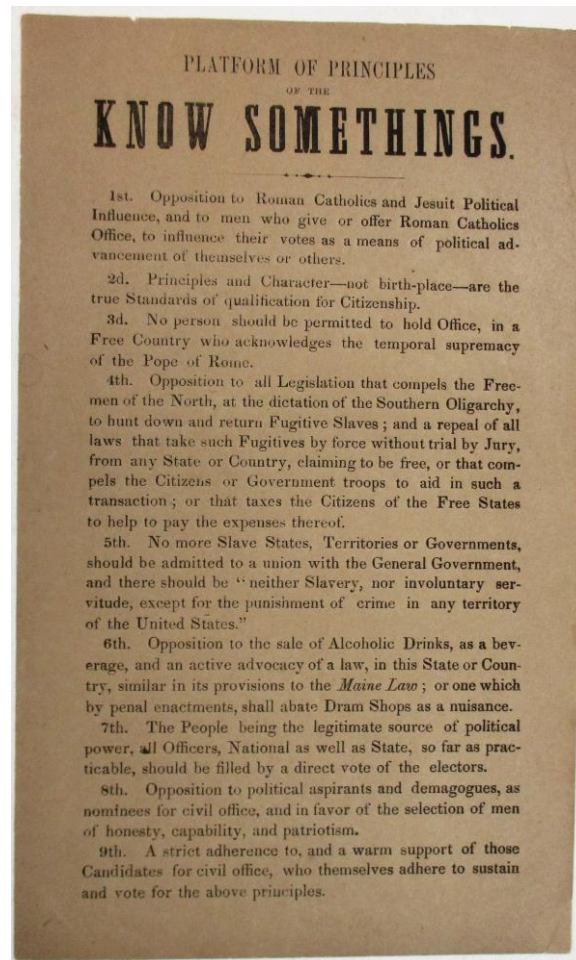 PLATFORM OF PRINCIPLES
OF THE
KNOW SOMETHINGS.
1st. Opposition to Roman Catholics and Jesuit Political
Influence, and to men who give or offer Roman Catholics
Office, to influence their votes as a means of political ad-
vancement of themselves or others.
2d. Principles and Character—not birth-place—are the
true Standards of qualification for Citizenship.
3d. No person should be permitted to hold Office, in a
Free Country who acknowledges the temporal supremacy
of the Pope of Rome.
4th. Opposition to all Legislation that compels the Free-
men of the North, at the dictation of the Southern Oligarchy,
to hunt down and return Fugitive Slaves; and a repeal of all
laws that take such Fugitives by force without trial by Jury,
from any State or Country, claiming to be free, or that com-
pels the Citizens or Government troops to aid in such a
transaction; or that taxes the Citizens of the Free States
to help to pay the expenses thereof.
5th. No more Slave States, Territories or Governments,
should be admitted to a union with the General Government,
and there should be "neither Slavery, nor involuntary ser-
vitude, except for the punishment of crime in any territory
of the United States."
6th. Opposition to the sale of Alcoholic Drinks, as a bev-
erage, and an active advocacy of a law, in this State or Coun-
try, similar in its provisions to the Maine Law; or one which
by penal enactments, shall abate Dram Shops as a nuisance.
7th. The People being the legitimate source of political
power, all Officers, National as well as State, so far as prac-
ticable, should be filled by a direct vote of the electors.
8th. Opposition to political aspirants and demagogues, as
nominees for civil office, and in favor of the selection of men
of honesty, capability, and patriotism.
9th. A strict adherence to, and a warm support of those
Candidates for civil office, who themselves adhere to sustain
and vote for the above principles.